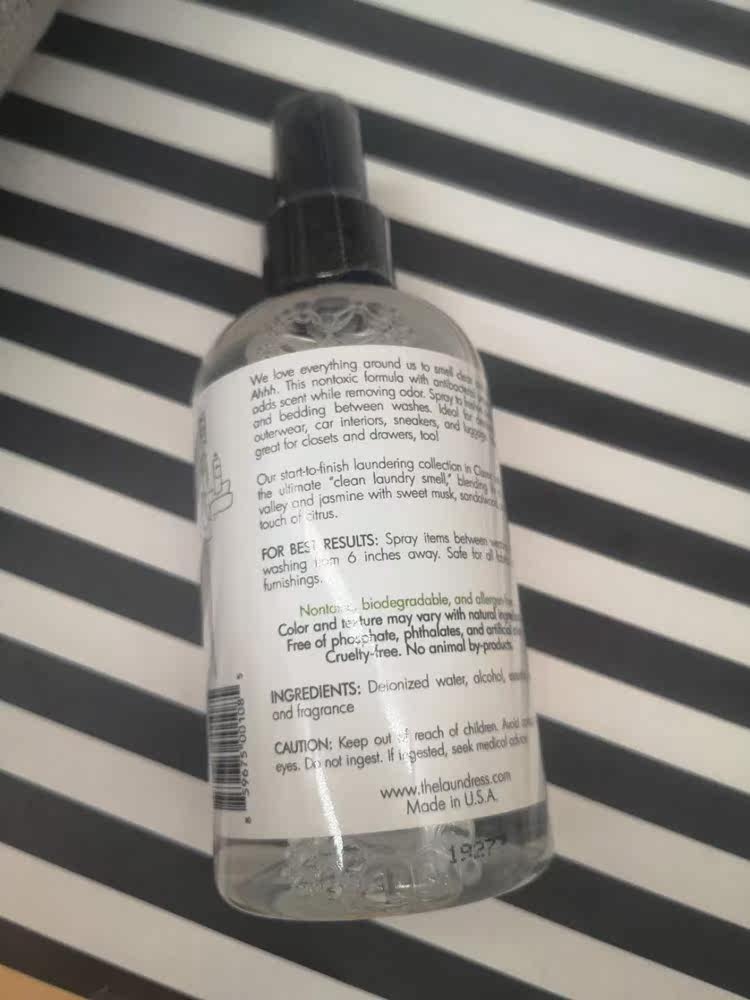 We love everything around us to smell clean
Ahhh. This nontoxic formula with antibacterial
adds scent while removing odor. Spray to
and bedding between washes. Ideal for
outerwear, car interiors, sneakers, and luggage
great for closets and drawers, too!
Our start-to-finish laundering collection in
the ultimate "clean laundry smell," blending
valley and jasmine with sweet musk, sandalwood
touch of citrus.
FOR BEST RESULTS: Spray items between
washing from 6 inches away. Safe for all
furnishings.
Nontoxic, biodegradable, and allergen
Color and texture may vary with natural
Free of phosphate, phthalates, and artificial
Cruelty-free. No animal by-products
INGREDIENTS: Deionized water, alcohol,
and fragrance
CAUTION: Keep out of reach of children. Avoid
eyes. Do not ingest. If ingested, seek medical advice
www.thelaundress.com
Made in U.S.A.
8 59675 00108 5
1927